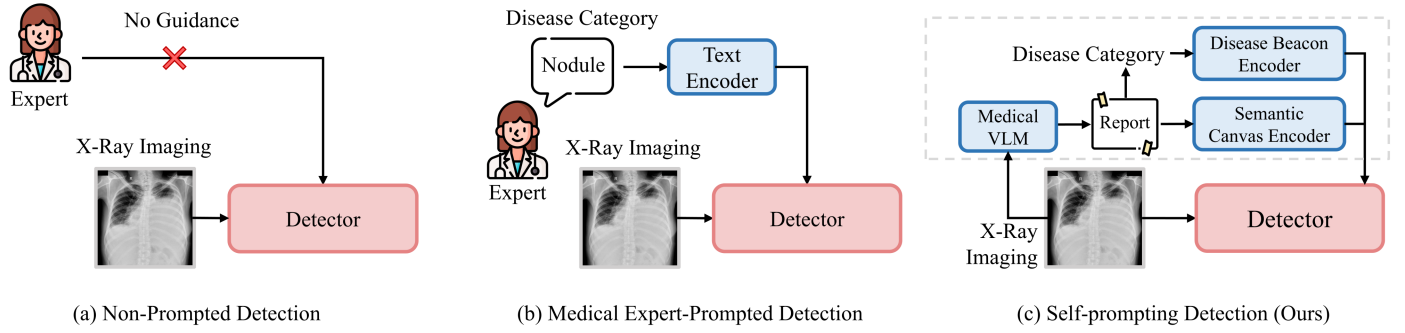 No Guidance
Expert
X-Ray Imaging
Detector
(a) Non-Prompted Detection
Disease Category
Nodule
Text
Encoder
Expert
X-Ray Imaging
Detector
(b) Medical Expert-Prompted Detection
Disease Category
Disease Beacon
Encoder
Medical
VLM
Report
Semantic
Canvas Encoder
X-Ray
Imaging
Detector
(c) Self-prompting Detection (Ours)